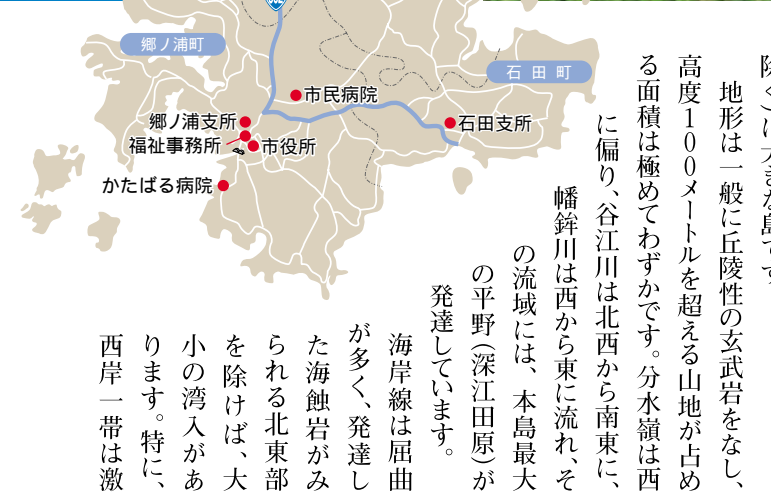 郷ノ浦町
石田町
市民病院
郷ノ浦支所
石田支所
福祉事務所
市役所
かたばる病院
地形は一般に丘陵性の玄武岩をなし、
高度100メートルを超える山地が占め
る面積は極めてわずかです。分水嶺は西
に偏り、谷江川は北西から南東に、
幡鉾川は西から東に流れ、そ
の流域には、本島最大
の平野(深江田原)が
発達しています。
海岸線は屈曲
が多く、発達し
た海蝕岩がみ
られる北東部
を除けば、大
小の湾入があ
ります。特に、
西岸一帯は激